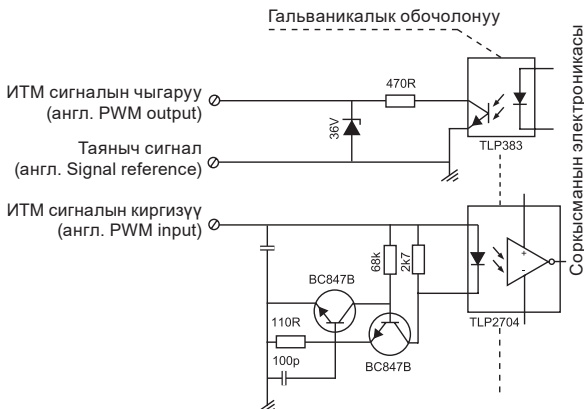 Гальваникалык обочолонуу
ИТМ сигналын чыгаруу
(англ. PWM output)
470R
36V
TLP383
Таяныч сигнал
(англ. Signal reference)
ИТМ сигналын киргизүү
(англ. PWM input)
68k
2k7
BC847B
110R
100p
BC847B
TLP2704
Соркысманын электроникасы